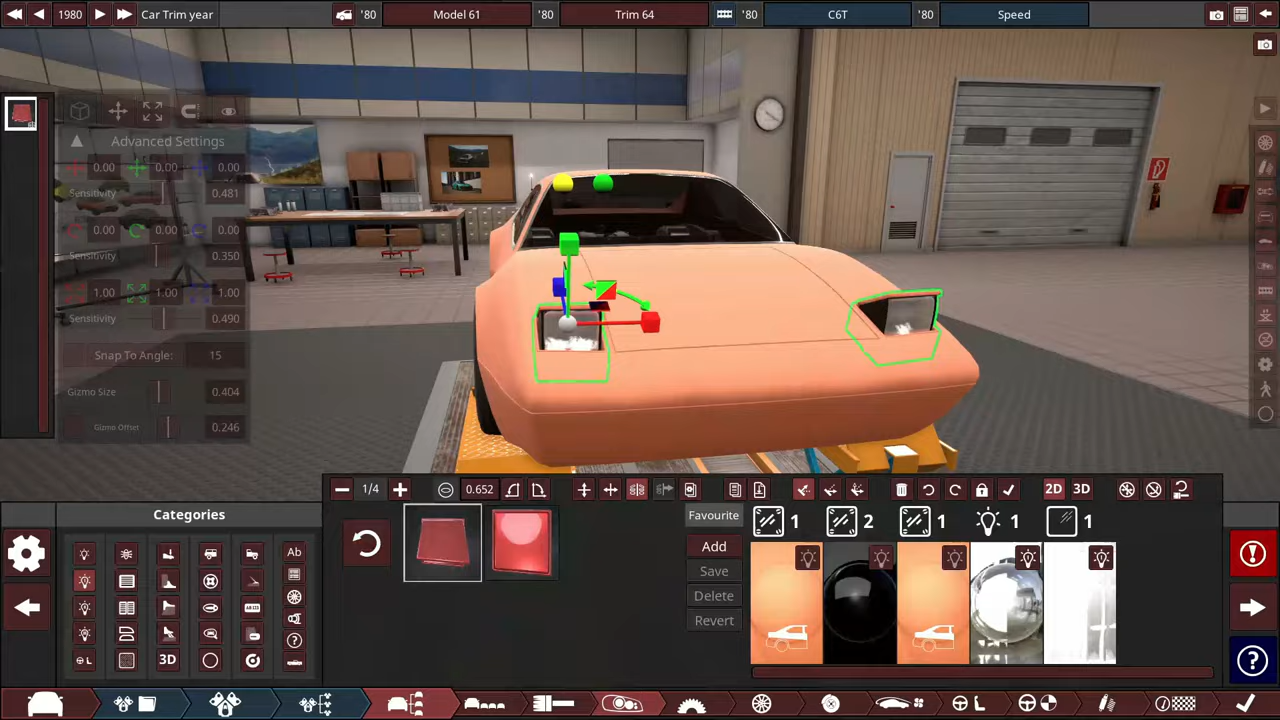 1980 Car Trim year '80 Model 61 '80 Trim 64 '80 C6T '80 Speed
Advanced Settings
0.00 0.00 0.00
Sensitivity 0.481
0.00 0.00 0.00
Sensitivity 0.350
1.00 1.00 1.00
Sensitivity 0.490
Snap To Angle: 15
Gizmo Size 0.404
Gizmo Offset 0.246
1/4 0.652 2D 3D
Categories
Favourite
Add
Save
Delete
Revert
1 2 1 1 1
Ab
L
3D